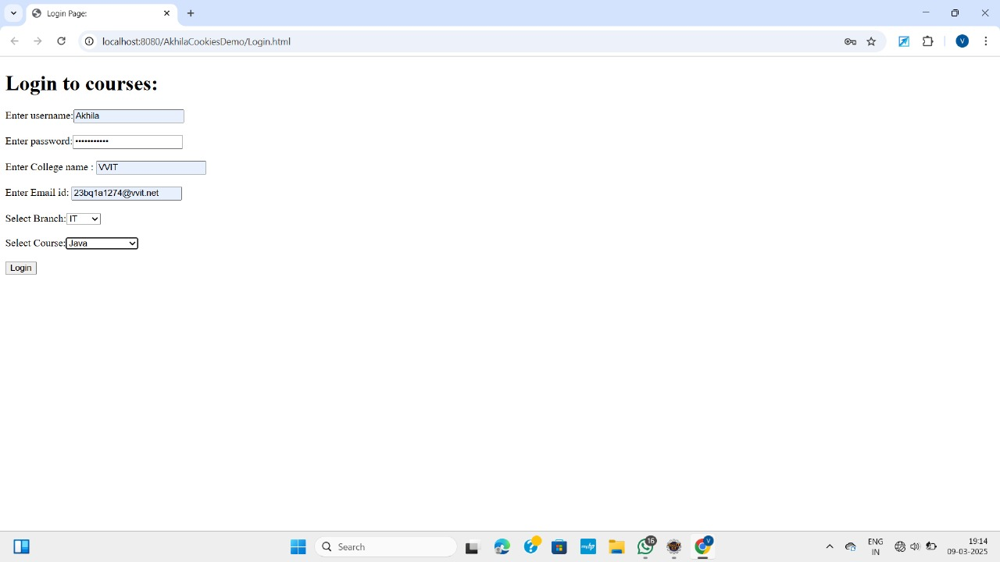 Login Page:
localhost:8080/AkhilaCookiesDemo/Login.html
V
Login to courses:
Enter username: Akhila
Enter password: •••••••••••
Enter College name : VVIT
Enter Email id: 23bq1a1274@vvit.net
Select Branch: IT
Select Course: Java
Login
Search
myhp
16
V
ENG
IN
19:14
09-03-2025